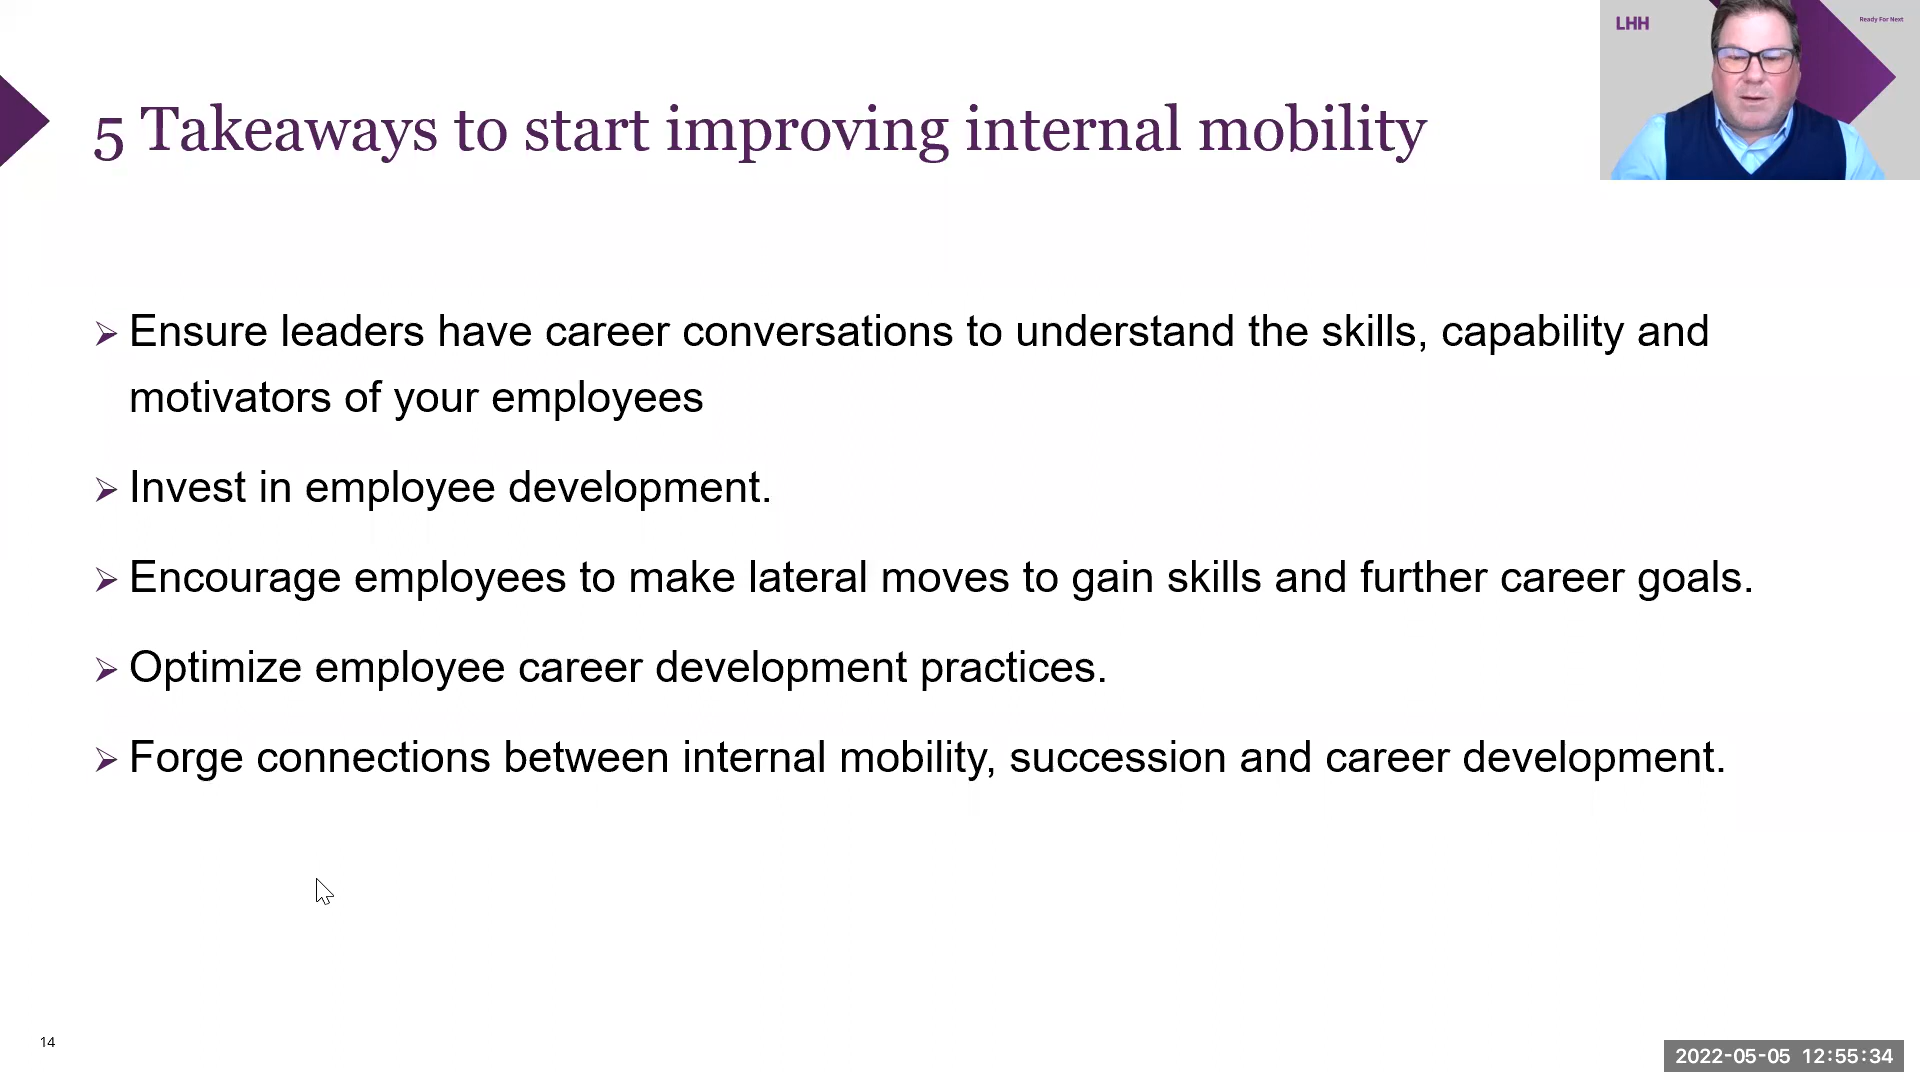 LHH
Ready For Next
5 Takeaways to start improving internal mobility
Ensure leaders have career conversations to understand the skills, capability and
motivators of your employees
Invest in employee development.
Encourage employees to make lateral moves to gain skills and further career goals.
Optimize employee career development practices.
Forge connections between internal mobility, succession and career development.
14
2022-05-05 12:55:34